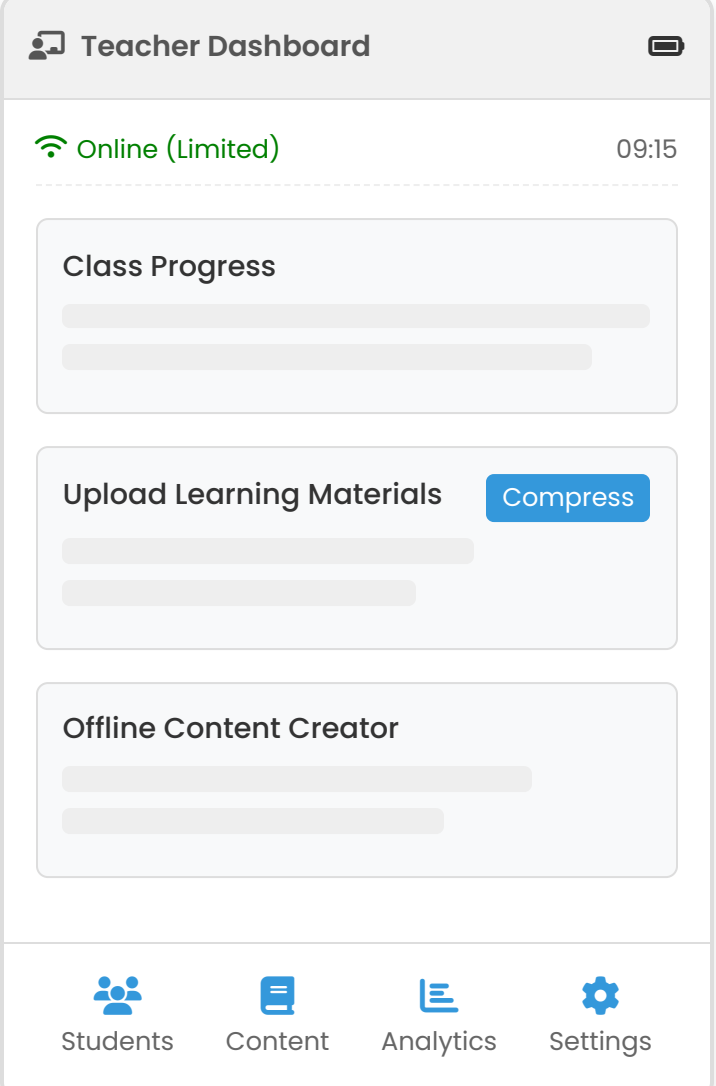 Teacher Dashboard
Online (Limited) 09:15
Class Progress
Upload Learning Materials Compress
Offline Content Creator
Students Content Analytics Settings